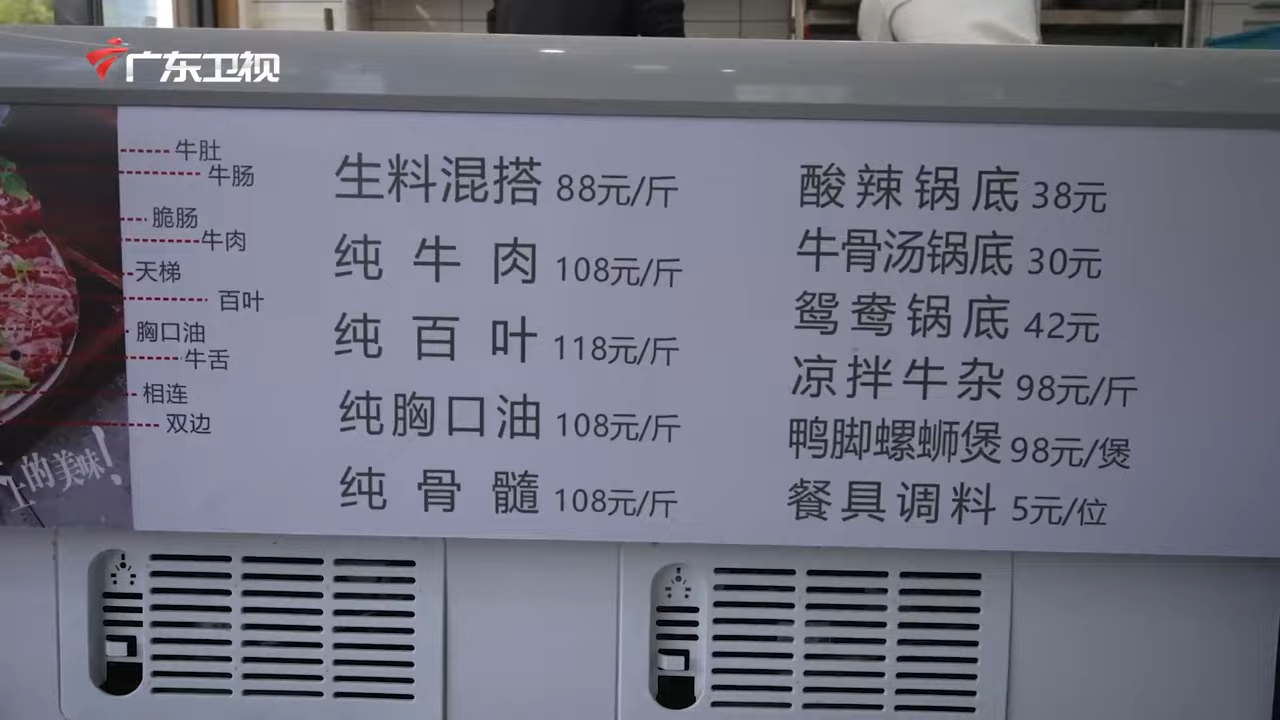 广东卫视
牛肚
牛肠
脆肠
牛肉
天梯
百叶
胸口油
牛舌
相连
双边
上的美味!
生料混搭 88元/斤
纯牛肉 108元/斤
纯百叶 118元/斤
纯胸口油 108元/斤
纯骨髓 108元/斤
酸辣锅底 38元
牛骨汤锅底 30元
鸳鸯锅底 42元
凉拌牛杂 98元/斤
鸭脚螺蛳煲 98元/煲
餐具调料 5元/位